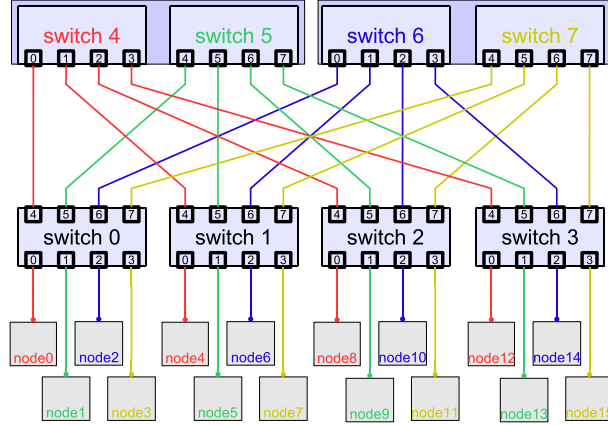 switch 4 switch 5 switch 6 switch 7
0 1 2 3 4 5 6 7 0 1 2 3 4 5 6 7
4 5 6 7 4 5 6 7 4 5 6 7 4 5 6 7
switch 0 switch 1 switch 2 switch 3
0 1 2 3 0 1 2 3 0 1 2 3 0 1 2 3
node0 node2 node4 node6 node8 node10 node12 node14
node1 node3 node5 node7 node9 node11 node13 node15